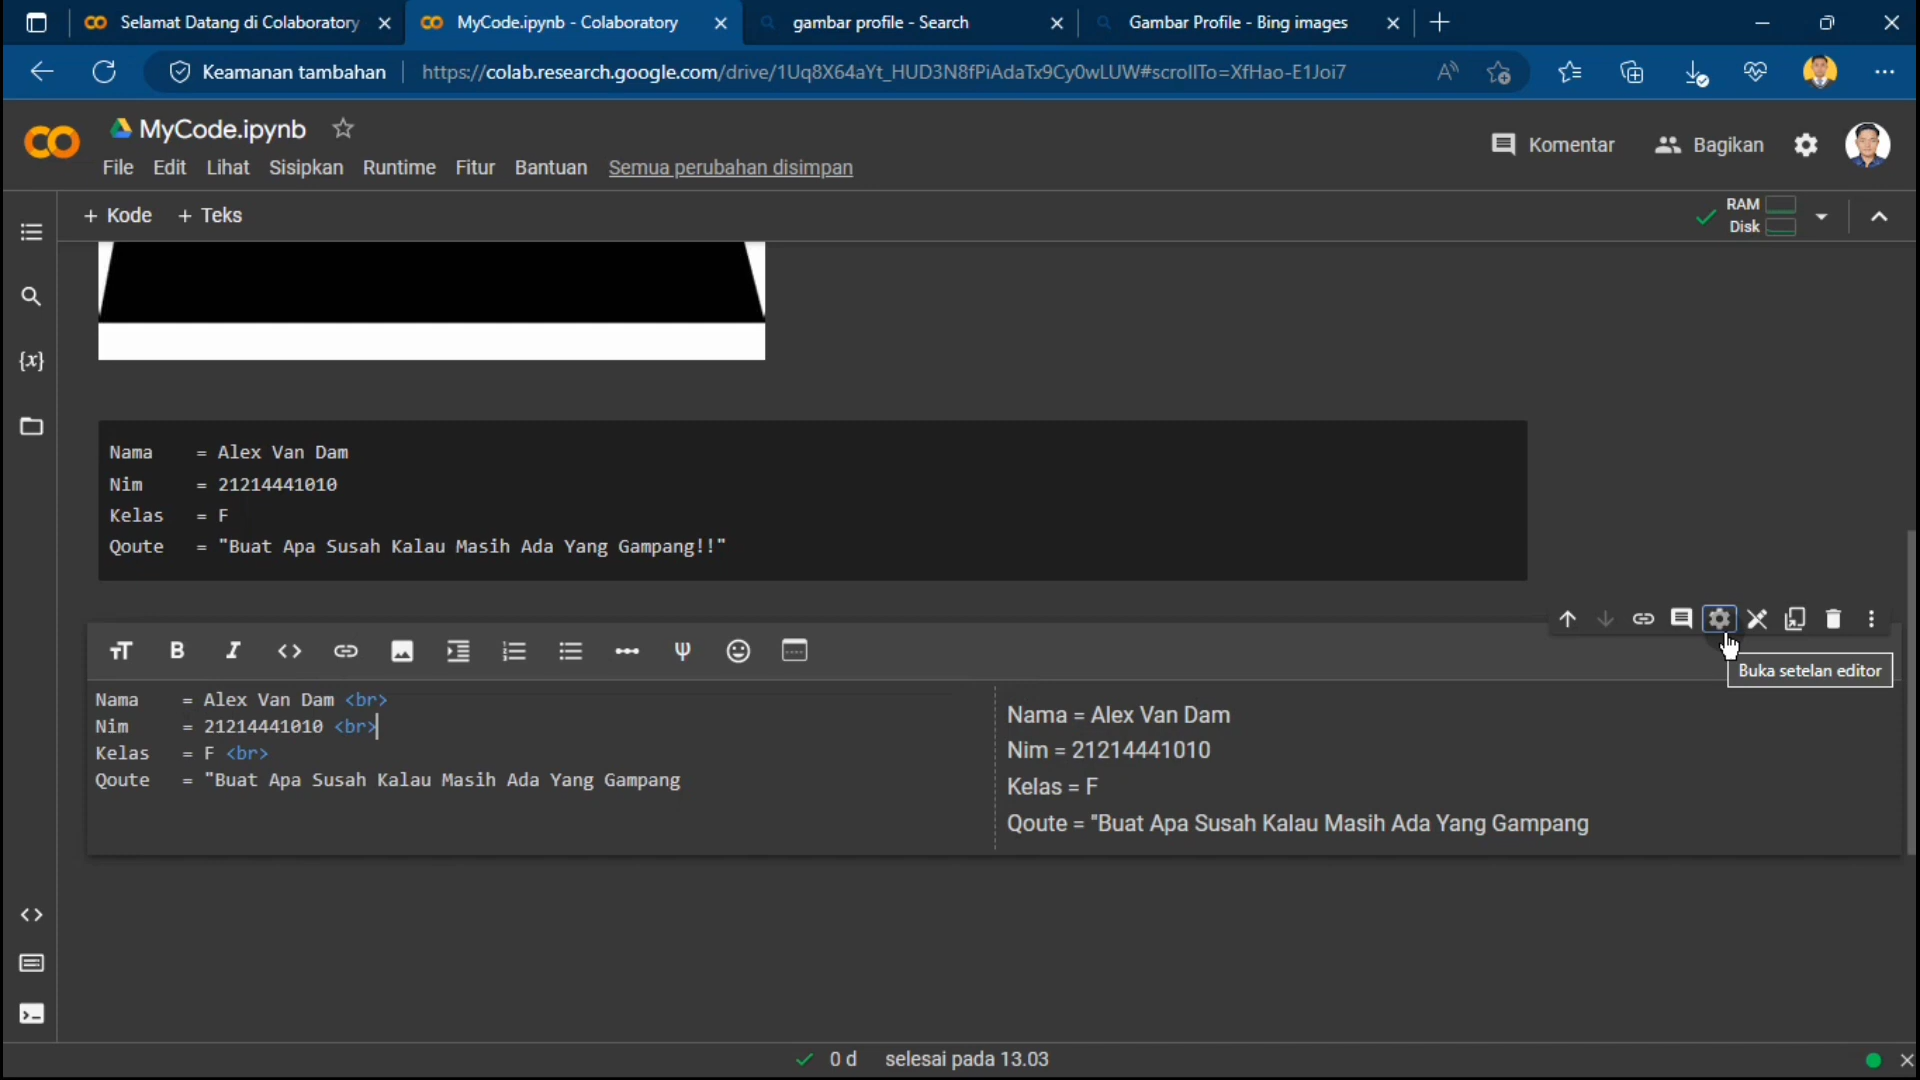 Selamat Datang di Colaboratory
MyCode.ipynb - Colaboratory
gambar profile - Search
Gambar Profile - Bing images
Keamanan tambahan
https://colab.research.google.com/drive/1Uq8X64aYt_HUD3N8fPiAdaTx9Cy0wLUW#scrollTo=XfHao-E1Joi7
MyCode.ipynb
Komentar
Bagikan
File Edit Lihat Sisipkan Runtime Fitur Bantuan Semua perubahan disimpan
+ Kode + Teks
RAM
Disk
{x}
Nama = Alex Van Dam
Nim = 21214441010
Kelas = F
Qoute = "Buat Apa Susah Kalau Masih Ada Yang Gampang!!"
Buka setelan editor
Nama = Alex Van Dam <br>
Nim = 21214441010 <br>
Kelas = F <br>
Qoute = "Buat Apa Susah Kalau Masih Ada Yang Gampang
Nama = Alex Van Dam
Nim = 21214441010
Kelas = F
Qoute = "Buat Apa Susah Kalau Masih Ada Yang Gampang
0 d selesai pada 13.03